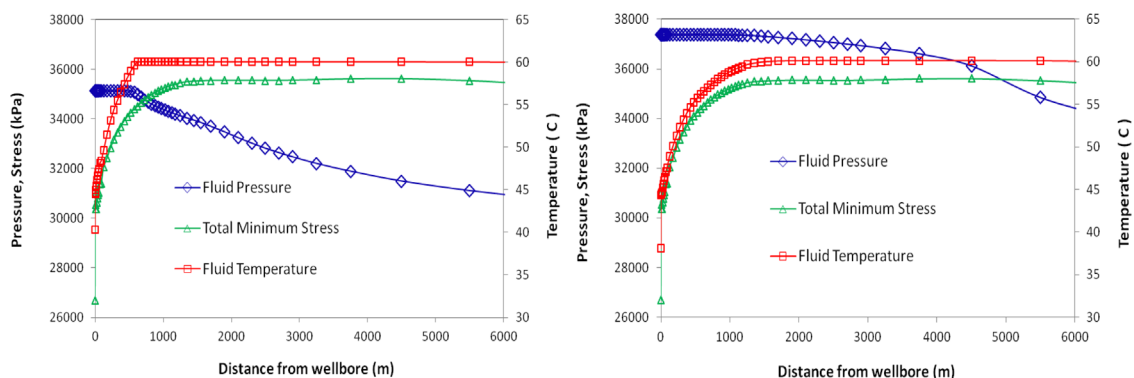 38000
36000
34000
32000
30000
28000
26000
Pressure, Stress (kPa)
65
60
55
50
45
40
35
30
Temperature ( C )
Fluid Pressure
Total Minimum Stress
Fluid Temperature
0 1000 2000 3000 4000 5000 6000
Distance from wellbore (m)
38000
36000
34000
32000
30000
28000
26000
Pressure, Stress (kPa)
65
60
55
50
45
40
35
30
Temperature ( C )
Fluid Pressure
Total Minimum Stress
Fluid Temperature
0 1000 2000 3000 4000 5000 6000
Distance from wellbore (m)